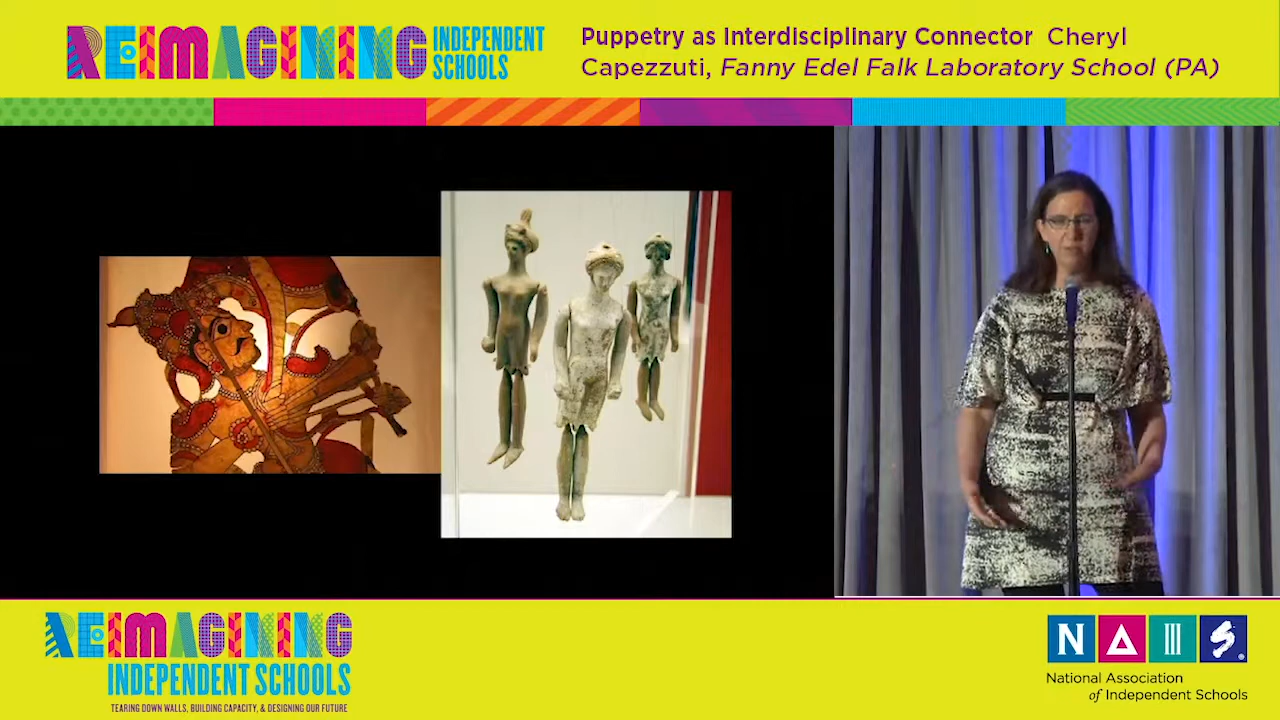 REIMAGINING
INDEPENDENT
SCHOOLS
Puppetry as Interdisciplinary Connector Cheryl
Capezzuti, Fanny Edel Falk Laboratory School (PA)
REIMAGINING
INDEPENDENT SCHOOLS
TEARING DOWN WALLS, BUILDING CAPACITY, & DESIGNING OUR FUTURE
NAIS
National Association
of Independent Schools